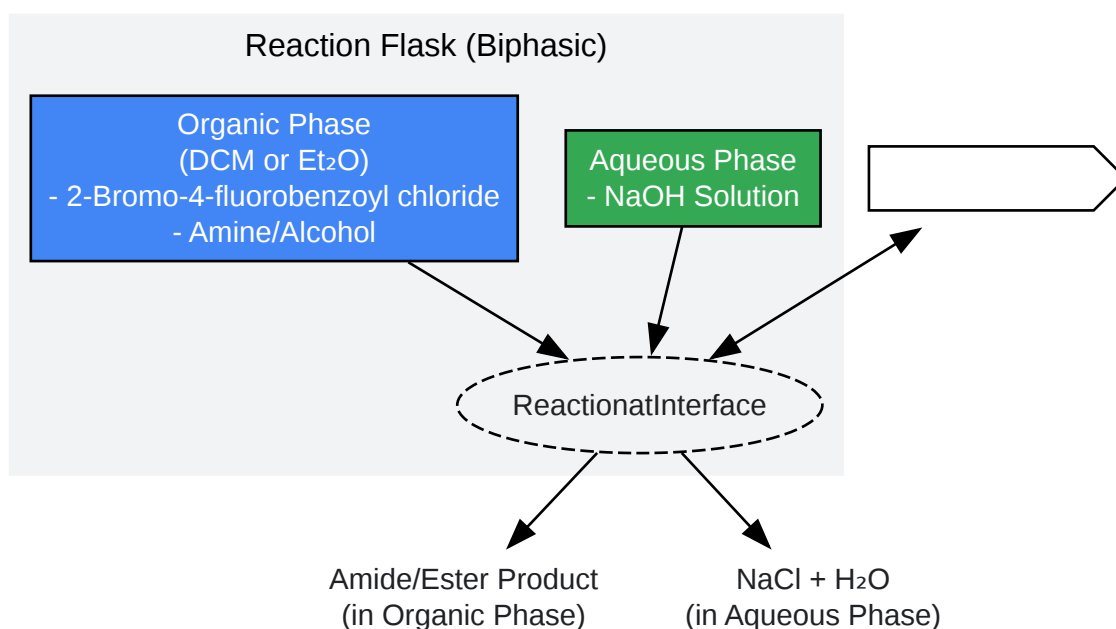 Reaction Flask (Biphasic)
Organic Phase
(DCM or Et₂O)
- 2-Bromo-4-fluorobenzoyl chloride
- Amine/Alcohol
Aqueous Phase
- NaOH Solution
ReactionatInterface
Amide/Ester Product
(in Organic Phase)
NaCl + H₂O
(in Aqueous Phase)